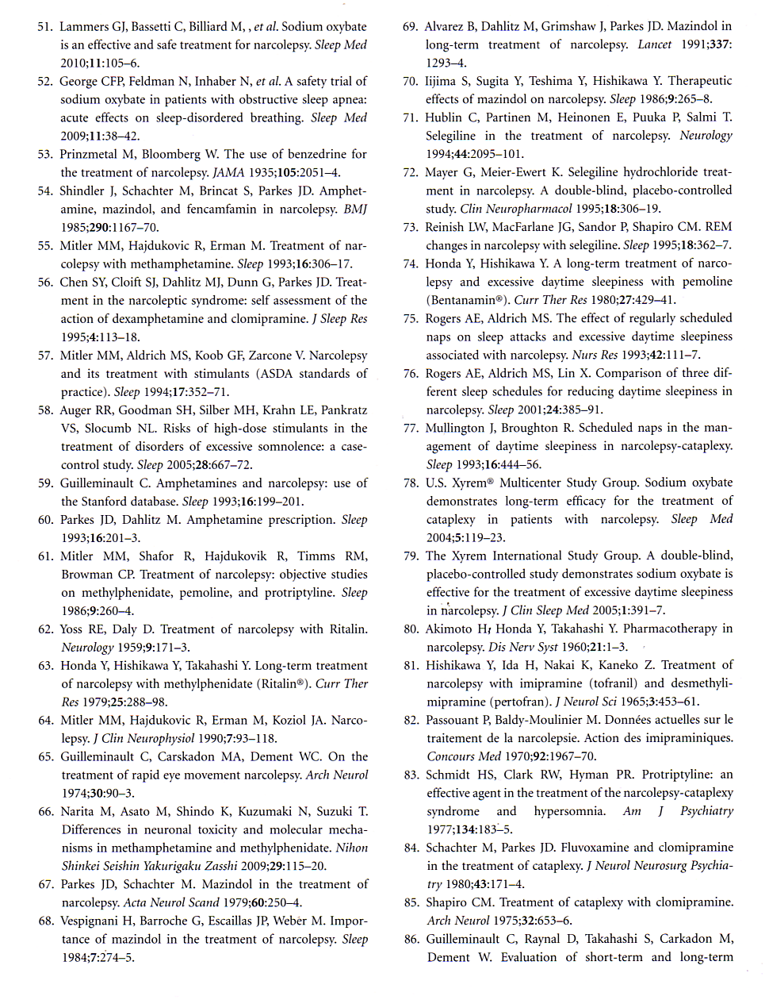 51. Lammers GJ, Bassetti C, Billiard M, , et al. Sodium oxybate
is an effective and safe treatment for narcolepsy. Sleep Med
2010;11:105–6.
52. George CFP, Feldman N, Inhaber N, et al. A safety trial of
sodium oxybate in patients with obstructive sleep apnea:
acute effects on sleep-disordered breathing. Sleep Med
2009;11:38–42.
53. Prinzmetal M, Bloomberg W. The use of benzedrine for
the treatment of narcolepsy. JAMA 1935;105:2051–4.
54. Shindler J, Schachter M, Brincat S, Parkes JD. Amphet-
amine, mazindol, and fencamfamin in narcolepsy. BMJ
1985;290:1167–70.
55. Mitler MM, Hajdukovic R, Erman M. Treatment of nar-
colepsy with methamphetamine. Sleep 1993;16:306–17.
56. Chen SY, Cloift SJ, Dahlitz MJ, Dunn G, Parkes JD. Treat-
ment in the narcoleptic syndrome: self assessment of the
action of dexamphetamine and clomipramine. J Sleep Res
1995;4:113–18.
57. Mitler MM, Aldrich MS, Koob GF, Zarcone V. Narcolepsy
and its treatment with stimulants (ASDA standards of
practice). Sleep 1994;17:352–71.
58. Auger RR, Goodman SH, Silber MH, Krahn LE, Pankratz
VS, Slocumb NL. Risks of high-dose stimulants in the
treatment of disorders of excessive somnolence: a case-
control study. Sleep 2005;28:667–72.
59. Guilleminault C. Amphetamines and narcolepsy: use of
the Stanford database. Sleep 1993;16:199–201.
60. Parkes JD, Dahlitz M. Amphetamine prescription. Sleep
1993;16:201–3.
61. Mitler MM, Shafor R, Hajdukovik R, Timms RM,
Browman CP. Treatment of narcolepsy: objective studies
on methylphenidate, pemoline, and protriptyline. Sleep
1986;9:260–4.
62. Yoss RE, Daly D. Treatment of narcolepsy with Ritalin.
Neurology 1959;9:171–3.
63. Honda Y, Hishikawa Y, Takahashi Y. Long-term treatment
of narcolepsy with methylphenidate (Ritalin®). Curr Ther
Res 1979;25:288–98.
64. Mitler MM, Hajdukovic R, Erman M, Koziol JA. Narco-
lepsy. J Clin Neurophysiol 1990;7:93–118.
65. Guilleminault C, Carskadon MA, Dement WC. On the
treatment of rapid eye movement narcolepsy. Arch Neurol
1974;30:90–3.
66. Narita M, Asato M, Shindo K, Kuzumaki N, Suzuki T.
Differences in neuronal toxicity and molecular mecha-
nisms in methamphetamine and methylphenidate. Nihon
Shinkei Seishin Yakurigaku Zasshi 2009;29:115–20.
67. Parkes JD, Schachter M. Mazindol in the treatment of
narcolepsy. Acta Neurol Scand 1979;60:250–4.
68. Vespignani H, Barroche G, Escaillas JP, Weber M. Impor-
tance of mazindol in the treatment of narcolepsy. Sleep
1984;7:274–5.
69. Alvarez B, Dahlitz M, Grimshaw J, Parkes JD. Mazindol in
long-term treatment of narcolepsy. Lancet 1991;337:
1293–4.
70. Iijima S, Sugita Y, Teshima Y, Hishikawa Y. Therapeutic
effects of mazindol on narcolepsy. Sleep 1986;9:265–8.
71. Hublin C, Partinen M, Heinonen E, Puuka P, Salmi T.
Selegiline in the treatment of narcolepsy. Neurology
1994;44:2095–101.
72. Mayer G, Meier-Ewert K. Selegiline hydrochloride treat-
ment in narcolepsy. A double-blind, placebo-controlled
study. Clin Neuropharmacol 1995;18:306–19.
73. Reinish LW, MacFarlane JG, Sandor P, Shapiro CM. REM
changes in narcolepsy with selegiline. Sleep 1995;18:362–7.
74. Honda Y, Hishikawa Y. A long-term treatment of narco-
lepsy and excessive daytime sleepiness with pemoline
(Bentanamin®). Curr Ther Res 1980;27:429–41.
75. Rogers AE, Aldrich MS. The effect of regularly scheduled
naps on sleep attacks and excessive daytime sleepiness
associated with narcolepsy. Nurs Res 1993;42:111–7.
76. Rogers AE, Aldrich MS, Lin X. Comparison of three dif-
ferent sleep schedules for reducing daytime sleepiness in
narcolepsy. Sleep 2001;24:385–91.
77. Mullington J, Broughton R. Scheduled naps in the man-
agement of daytime sleepiness in narcolepsy-cataplexy.
Sleep 1993;16:444–56.
78. U.S. Xyrem® Multicenter Study Group. Sodium oxybate
demonstrates long-term efficacy for the treatment of
cataplexy in patients with narcolepsy. Sleep Med
2004;5:119–23.
79. The Xyrem International Study Group. A double-blind,
placebo-controlled study demonstrates sodium oxybate is
effective for the treatment of excessive daytime sleepiness
in narcolepsy. J Clin Sleep Med 2005;1:391–7.
80. Akimoto H, Honda Y, Takahashi Y. Pharmacotherapy in
narcolepsy. Dis Nerv Syst 1960;21:1–3.
81. Hishikawa Y, Ida H, Nakai K, Kaneko Z. Treatment of
narcolepsy with imipramine (tofranil) and desmethyli-
mipramine (pertofran). J Neurol Sci 1965;3:453–61.
82. Passouant P, Baldy-Moulinier M. Données actuelles sur le
traitement de la narcolepsie. Action des imipraminiques.
Concours Med 1970;92:1967–70.
83. Schmidt HS, Clark RW, Hyman PR. Protriptyline: an
effective agent in the treatment of the narcolepsy-cataplexy
syndrome and hypersomnia. Am J Psychiatry
1977;134:183–5.
84. Schachter M, Parkes JD. Fluvoxamine and clomipramine
in the treatment of cataplexy. J Neurol Neurosurg Psychia-
try 1980;43:171–4.
85. Shapiro CM. Treatment of cataplexy with clomipramine.
Arch Neurol 1975;32:653–6.
86. Guilleminault C, Raynal D, Takahashi S, Carkadon M,
Dement W. Evaluation of short-term and long-term